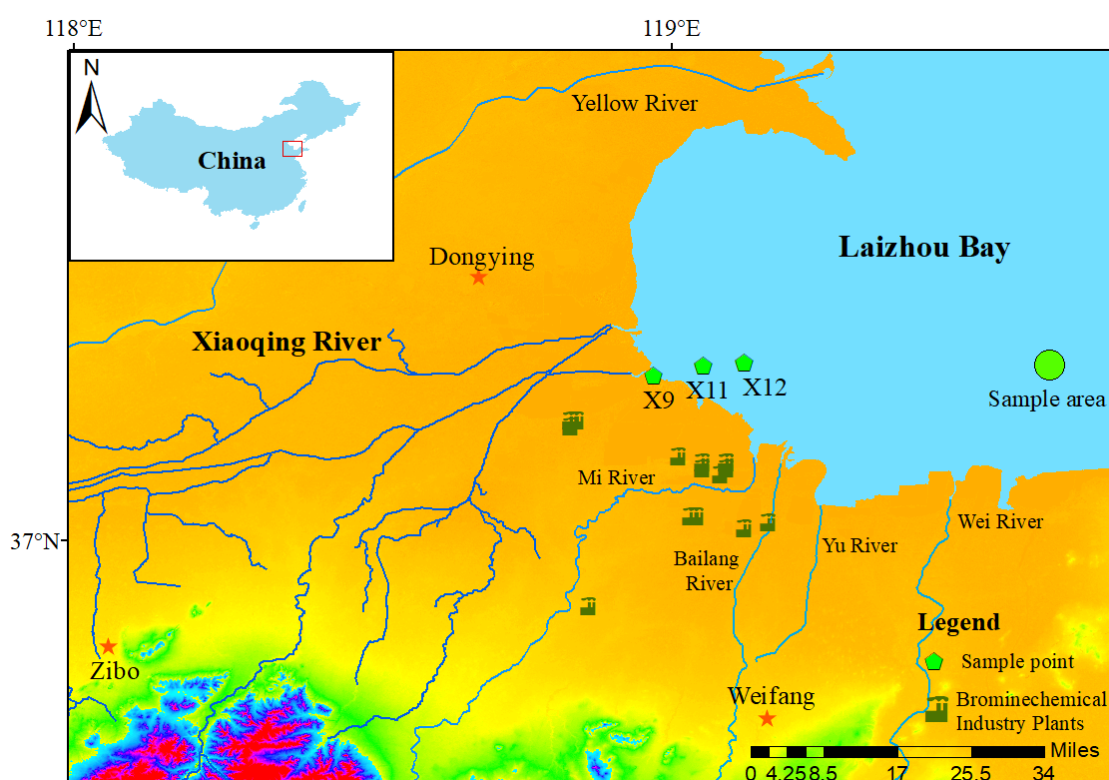 118°E
119°E
N
China
Yellow River
Laizhou Bay
Dongying
Xiaoqing River
X9
X11
X12
Sample area
Mi River
37°N
Bailang
River
Yu River
Wei River
Zibo
Weifang
Legend
Sample point
Brominechemical
Industry Plants
Miles
0 4.25 8.5 17 25.5 34